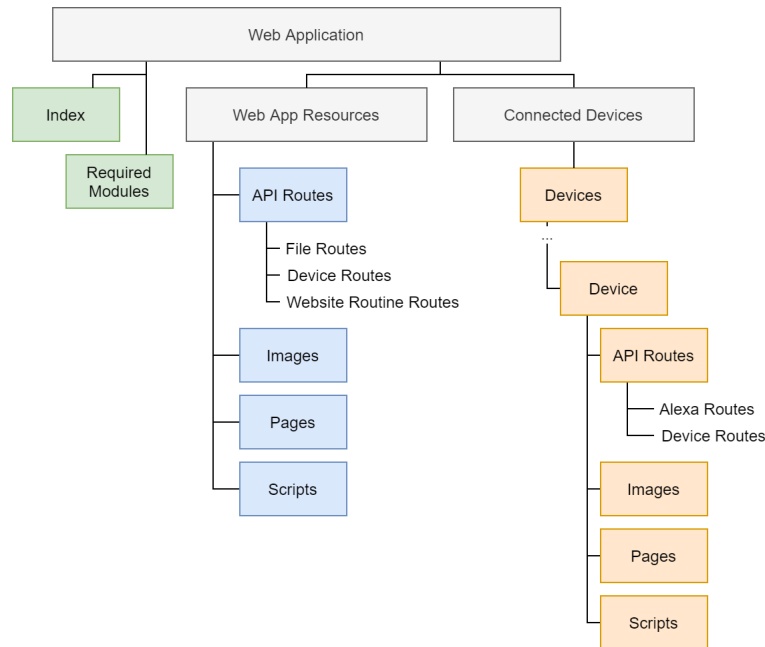 Web Application
Index
Web App Resources
Connected Devices
Required
Modules
API Routes
File Routes
Device Routes
Website Routine Routes
Images
Pages
Scripts
Devices
...
Device
API Routes
Alexa Routes
Device Routes
Images
Pages
Scripts